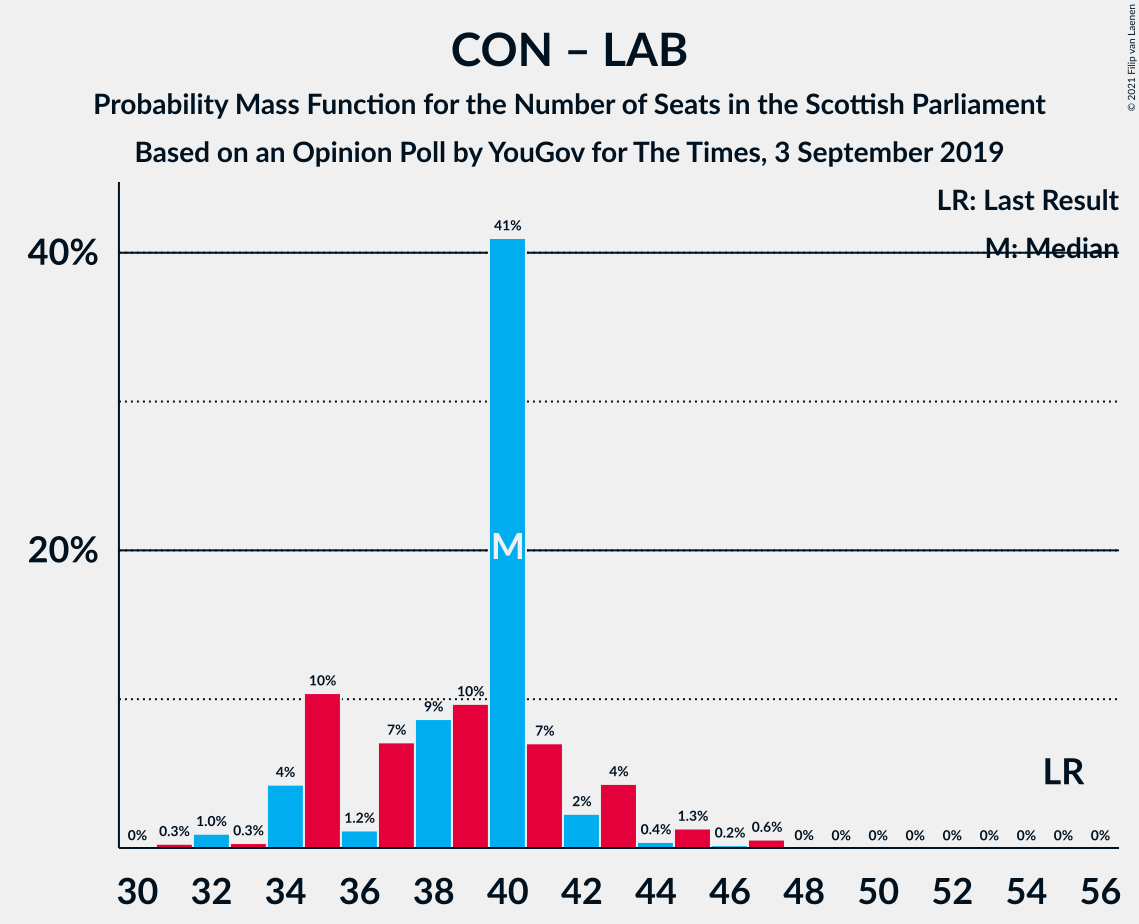 CON – LAB
Probability Mass Function for the Number of Seats in the Scottish Parliament
Based on an Opinion Poll by YouGov for The Times, 3 September 2019
© 2021 Filip van Laenen
LR: Last Result
M: Median
40%
20%
0% 0.3% 1.0% 0.3% 4% 10% 1.2% 7% 9% 10% 41% 7% 2% 4% 0.4% 1.3% 0.2% 0.6% 0% 0% 0% 0% 0% 0% 0% 0% 0%
M
LR
30 32 34 36 38 40 42 44 46 48 50 52 54 56